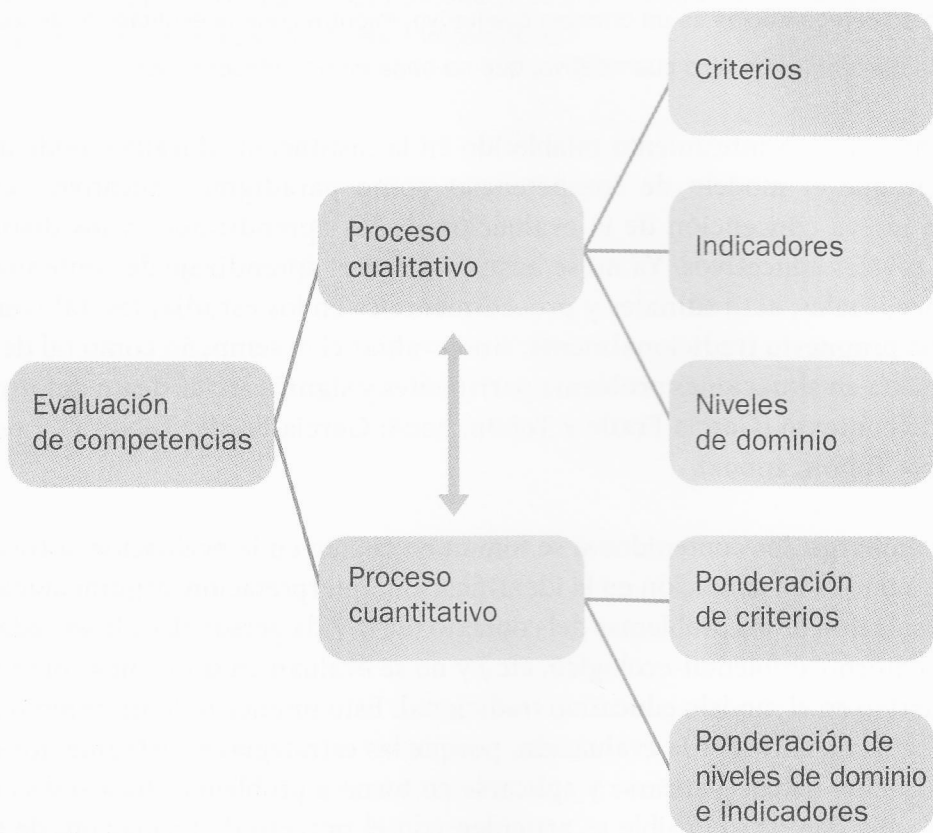 Criterios
Proceso
cualitativo
Indicadores
Niveles
de dominio
Evaluación
de competencias
Proceso
cuantitativo
Ponderación
de criterios
Ponderación de
niveles de dominio
e indicadores